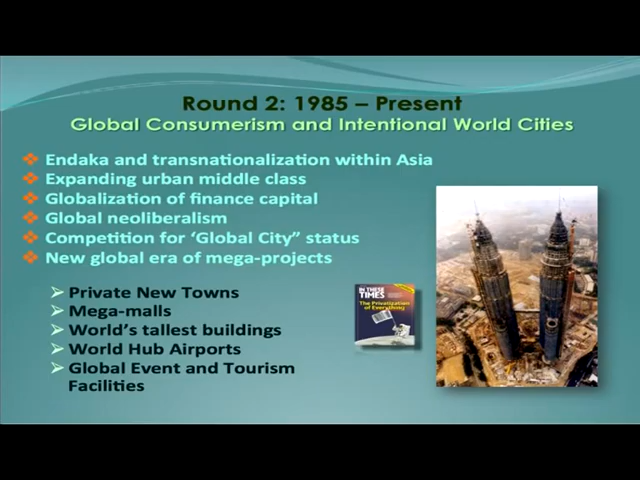 Round 2: 1985 – Present
Global Consumerism and Intentional World Cities
Endaka and transnationalization within Asia
Expanding urban middle class
Globalization of finance capital
Global neoliberalism
Competition for ‘Global City” status
New global era of mega-projects
Private New Towns
Mega-malls
World’s tallest buildings
World Hub Airports
Global Event and Tourism
Facilities
IN THESE
TIMES
The Privatization
of Everything